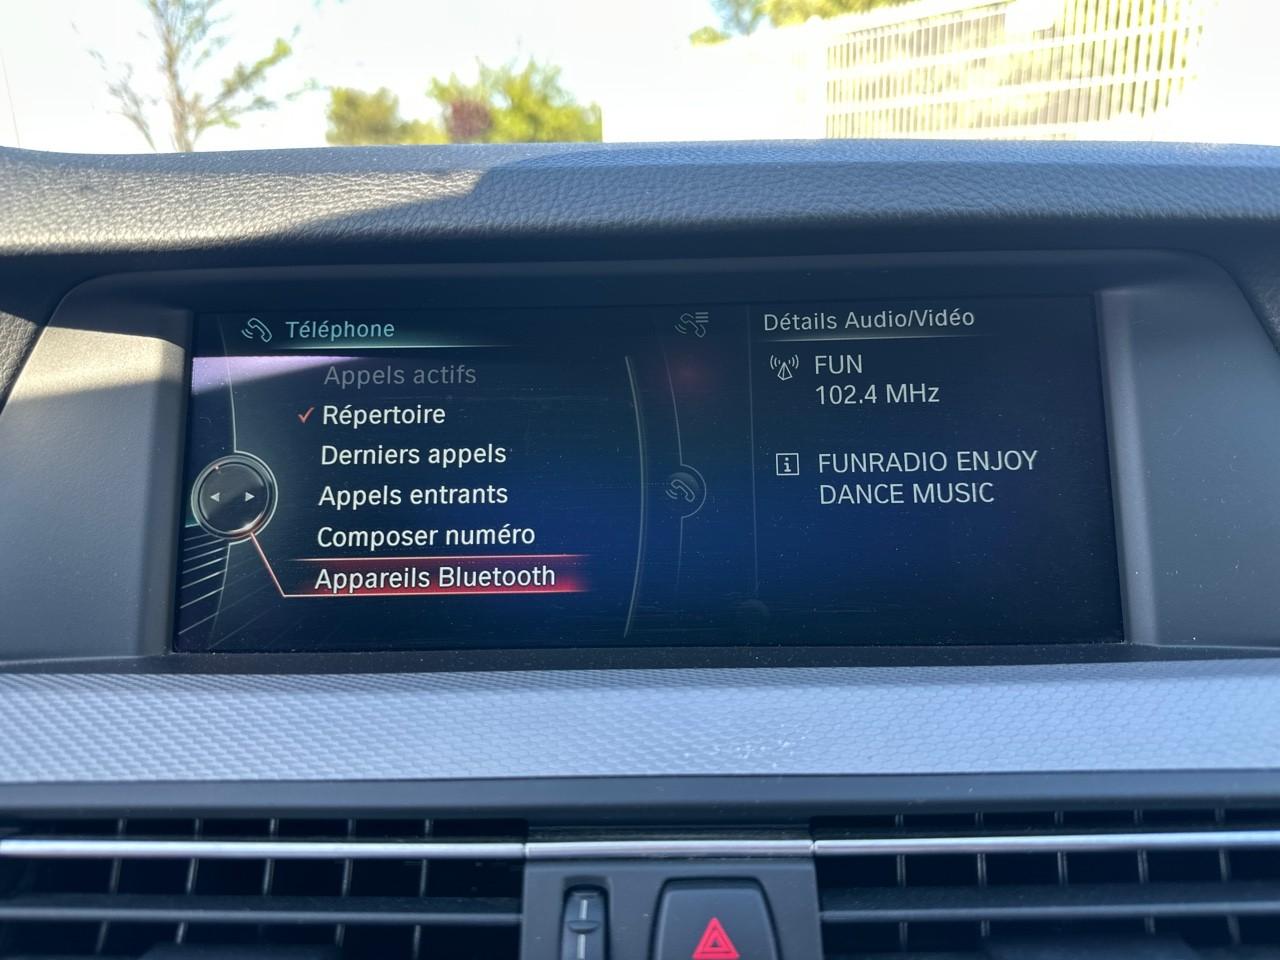 Téléphone
Appels actifs
Répertoire
Derniers appels
Appels entrants
Composer numéro
Appareils Bluetooth
Détails Audio/Vidéo
FUN
102.4 MHz
FUNRADIO ENJOY
DANCE MUSIC